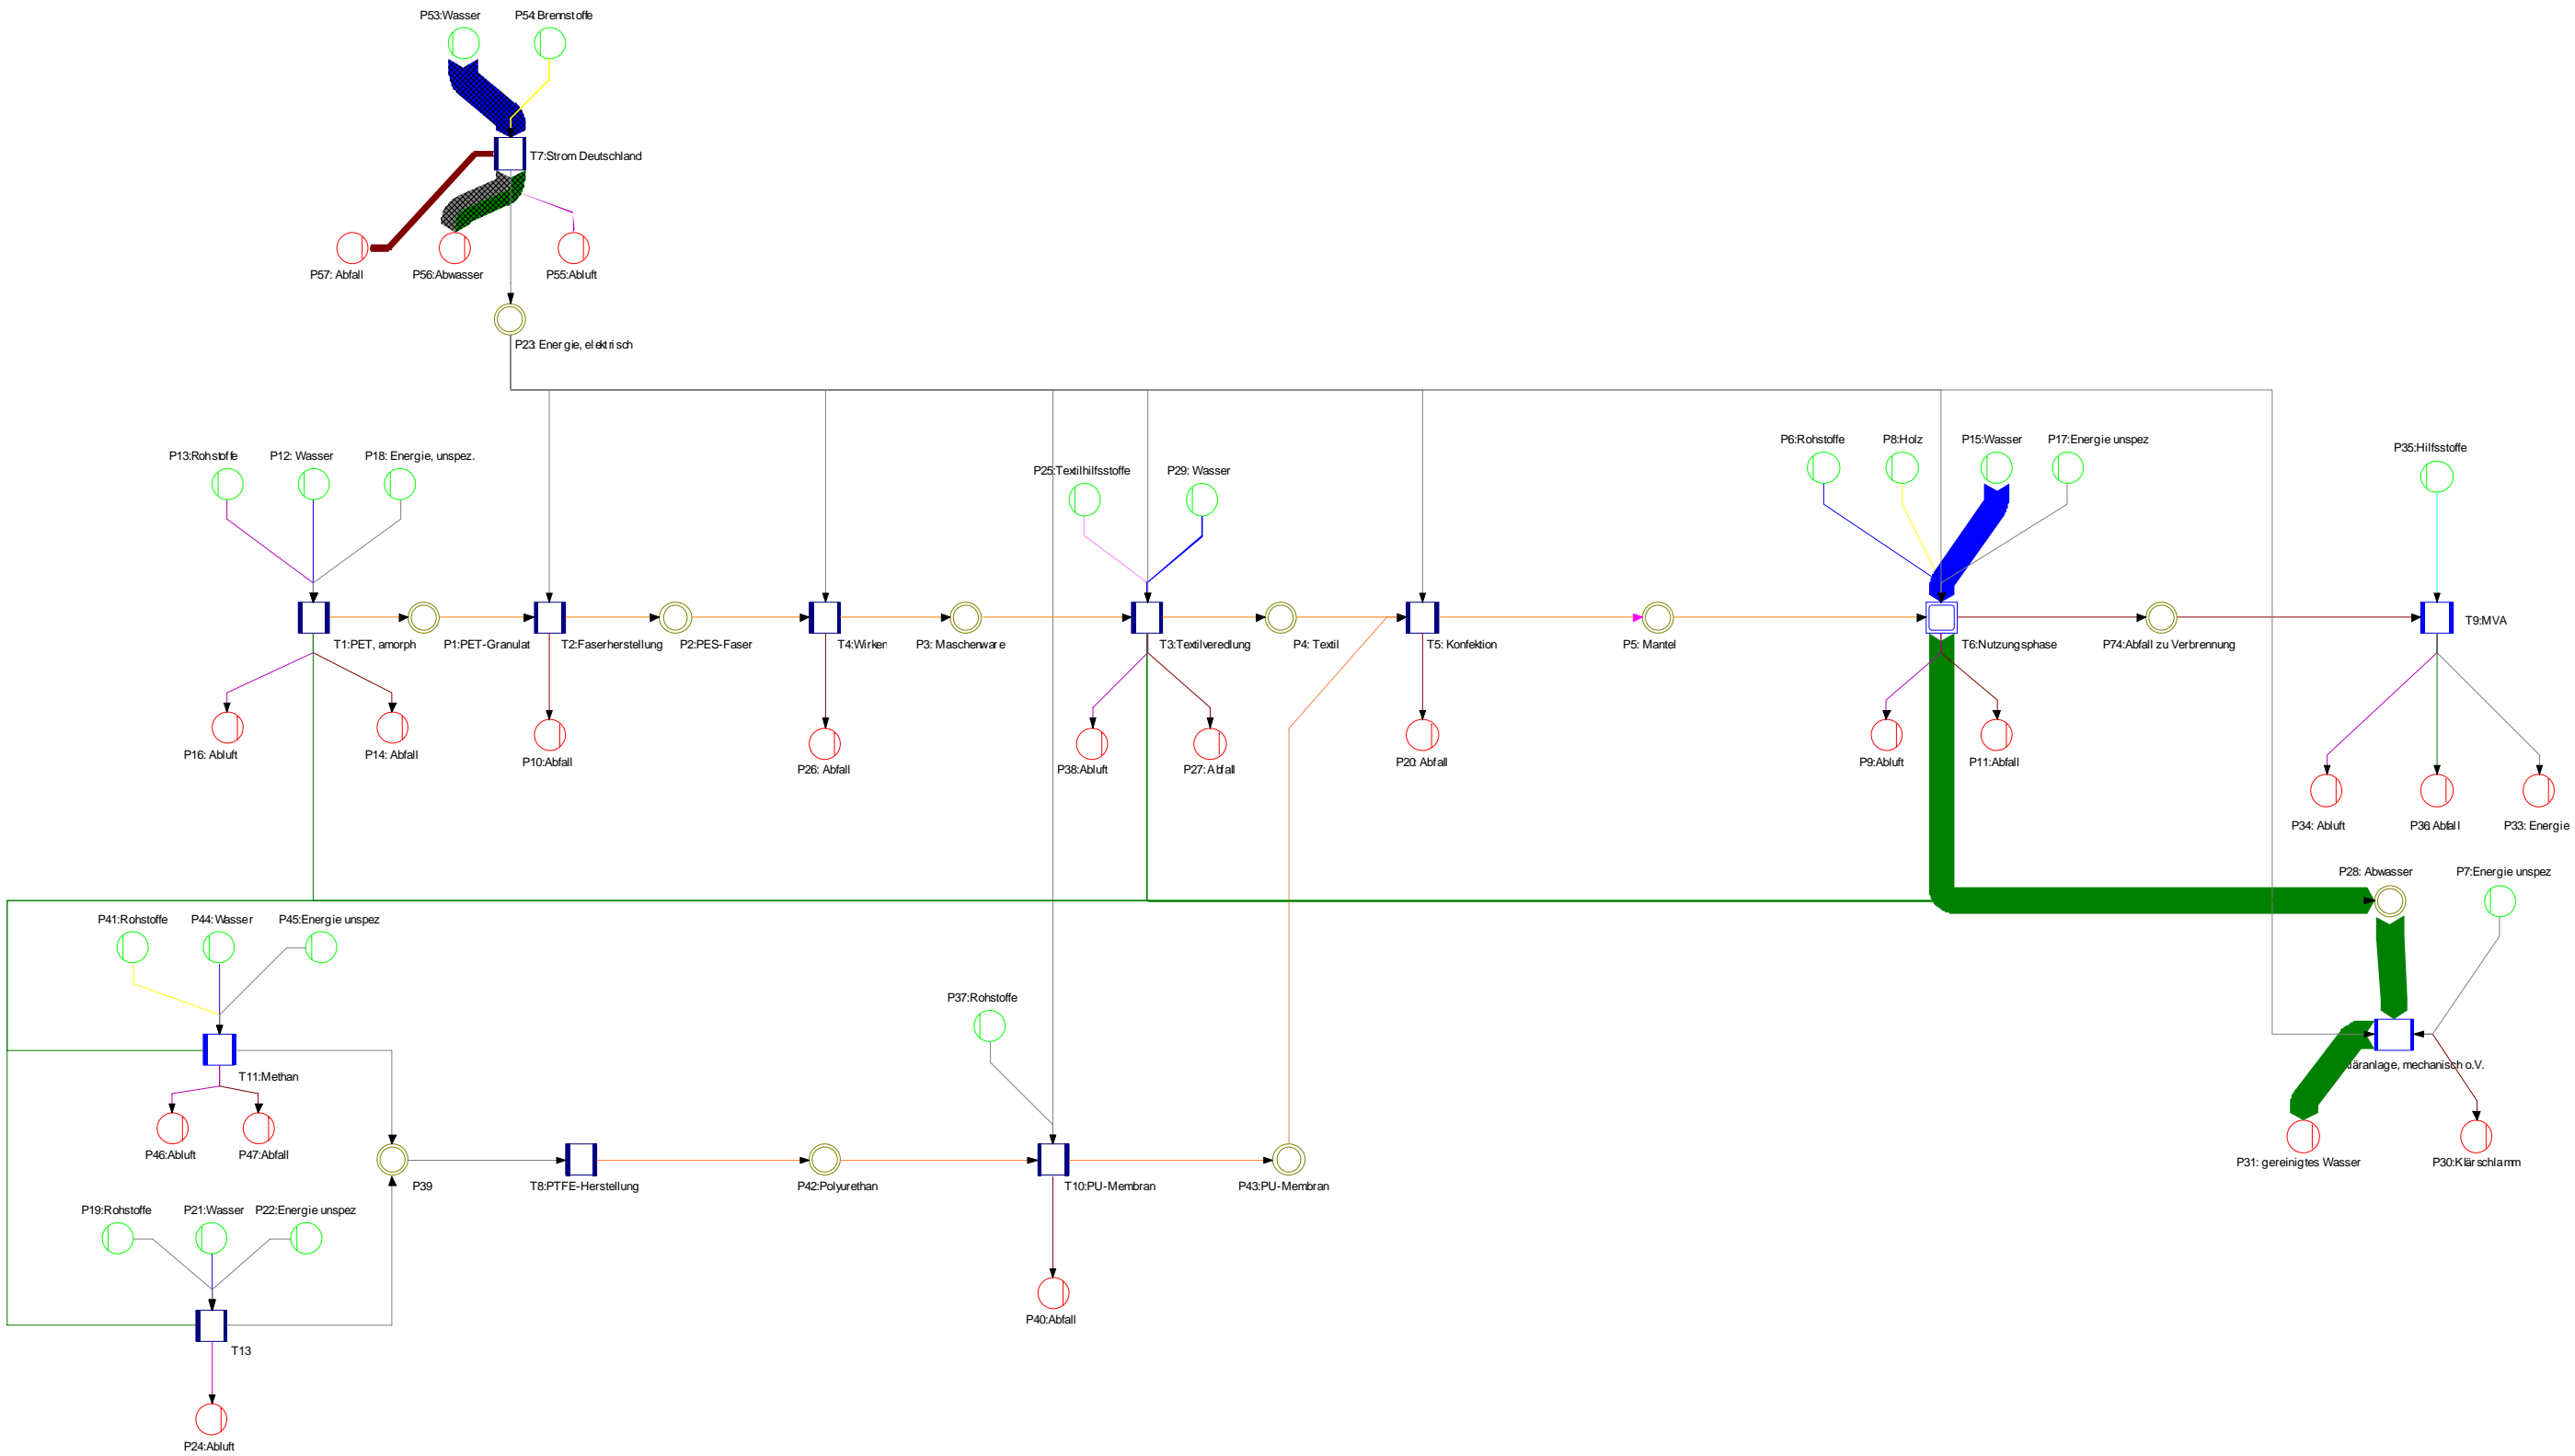 P53:Wasser
P54:Brennstoffe
T7:Strom Deutschland
P57: Abfall
P56:Abwasser
P55:Abluft
P23: Energie, elektrisch
P13:Rohstoffe
P12: Wasser
P18: Energie, unspez.
P25:Textilhilfsstoffe
P29: Wasser
P6:Rohstoffe
P8:Holz
P15:Wasser
P17:Energie unspez
P35:Hilfsstoffe
T1:PET, amorph
P1:PET-Granulat
T2:Faserherstellung
P2:PES-Faser
T4:Wirken
P3: Maschenware
T3:Textilveredlung
P4: Textil
T5: Konfektion
P5: Mantel
T6:Nutzungsphase
P74:Abfall zu Verbrennung
T9:MVA
P16: Abluft
P14: Abfall
P10:Abfall
P26: Abfall
P38:Abluft
P27: Abfall
P20: Abfall
P9:Abluft
P11:Abfall
P34: Abluft
P36:Abfall
P33: Energie
P28: Abwasser
P7:Energie unspez
P41:Rohstoffe
P44:Wasser
P45:Energie unspez
P37:Rohstoffe
T11:Methan
läranlage, mechanisch o.V.
P46:Abluft
P47:Abfall
P39
T8:PTFE-Herstellung
P42:Polyurethan
T10:PU-Membran
P43:PU-Membran
P31: gereinigtes Wasser
P30:Klärschlamm
P19:Rohstoffe
P21:Wasser
P22:Energie unspez
P40:Abfall
T13
P24:Abluft